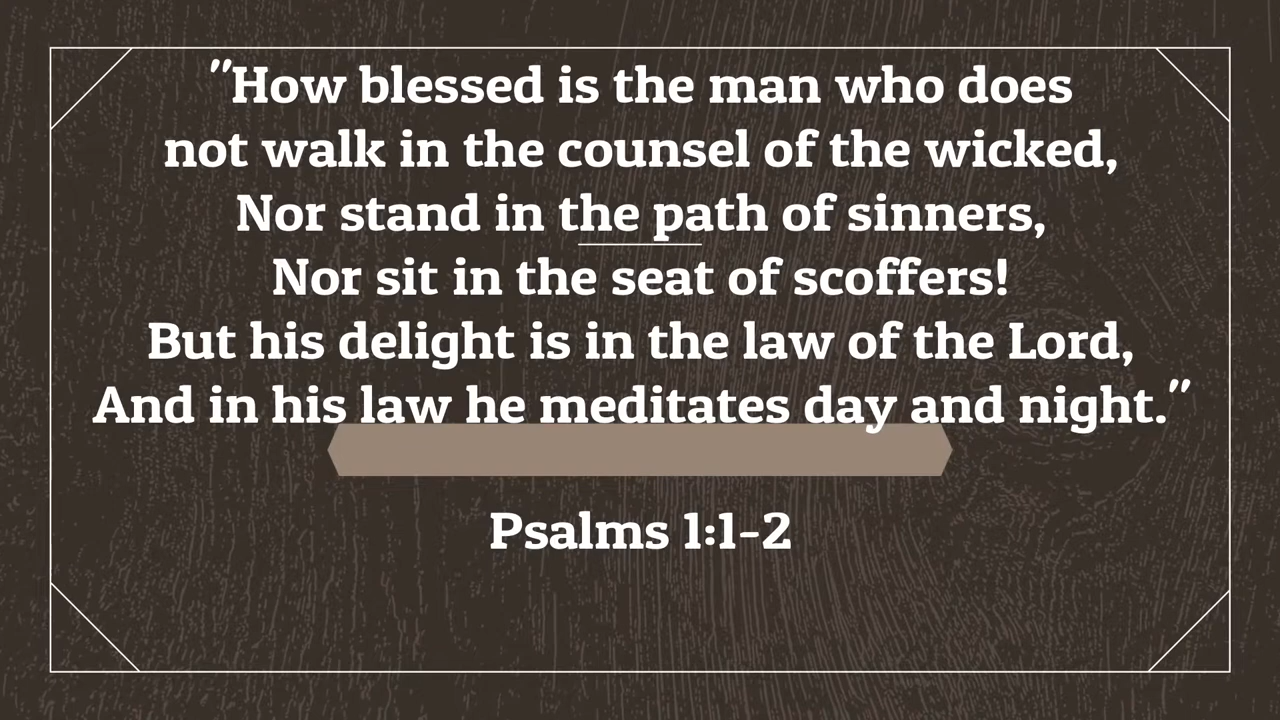 "How blessed is the man who does
not walk in the counsel of the wicked,
Nor stand in the path of sinners,
Nor sit in the seat of scoffers!
But his delight is in the law of the Lord,
And in his law he meditates day and night."
Psalms 1:1-2